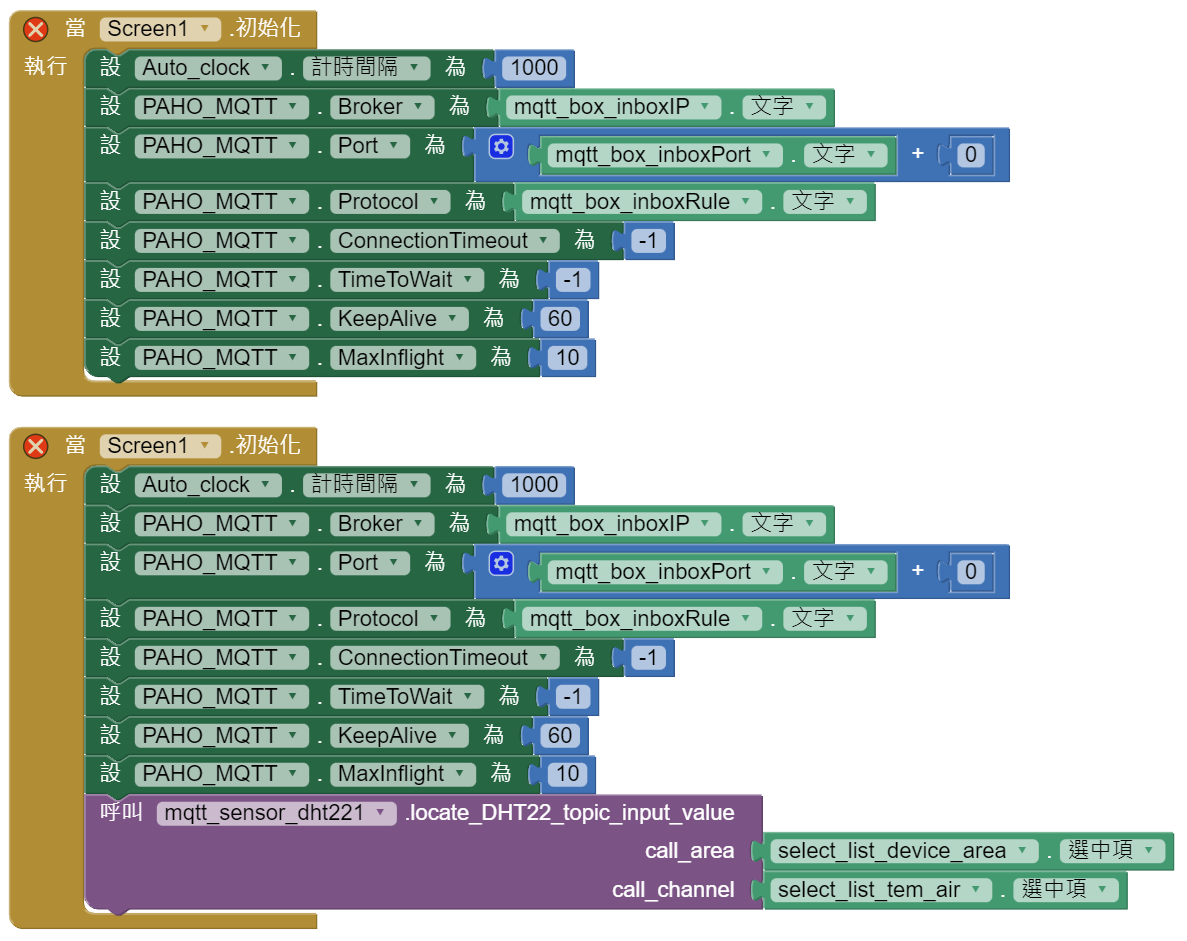 當 Screen1 .初始化
執行 設 Auto_clock . 計時間隔 為 1000
設 PAHO_MQTT . Broker 為 mqtt_box_inboxIP . 文字
設 PAHO_MQTT . Port 為 mqtt_box_inboxPort . 文字 + 0
設 PAHO_MQTT . Protocol 為 mqtt_box_inboxRule . 文字
設 PAHO_MQTT . ConnectionTimeout 為 -1
設 PAHO_MQTT . TimeToWait 為 -1
設 PAHO_MQTT . KeepAlive 為 60
設 PAHO_MQTT . MaxInflight 為 10
當 Screen1 .初始化
執行 設 Auto_clock . 計時間隔 為 1000
設 PAHO_MQTT . Broker 為 mqtt_box_inboxIP . 文字
設 PAHO_MQTT . Port 為 mqtt_box_inboxPort . 文字 + 0
設 PAHO_MQTT . Protocol 為 mqtt_box_inboxRule . 文字
設 PAHO_MQTT . ConnectionTimeout 為 -1
設 PAHO_MQTT . TimeToWait 為 -1
設 PAHO_MQTT . KeepAlive 為 60
設 PAHO_MQTT . MaxInflight 為 10
呼叫 mqtt_sensor_dht221 .locate_DHT22_topic_input_value
call_area select_list_device_area . 選中項
call_channel select_list_tem_air . 選中項